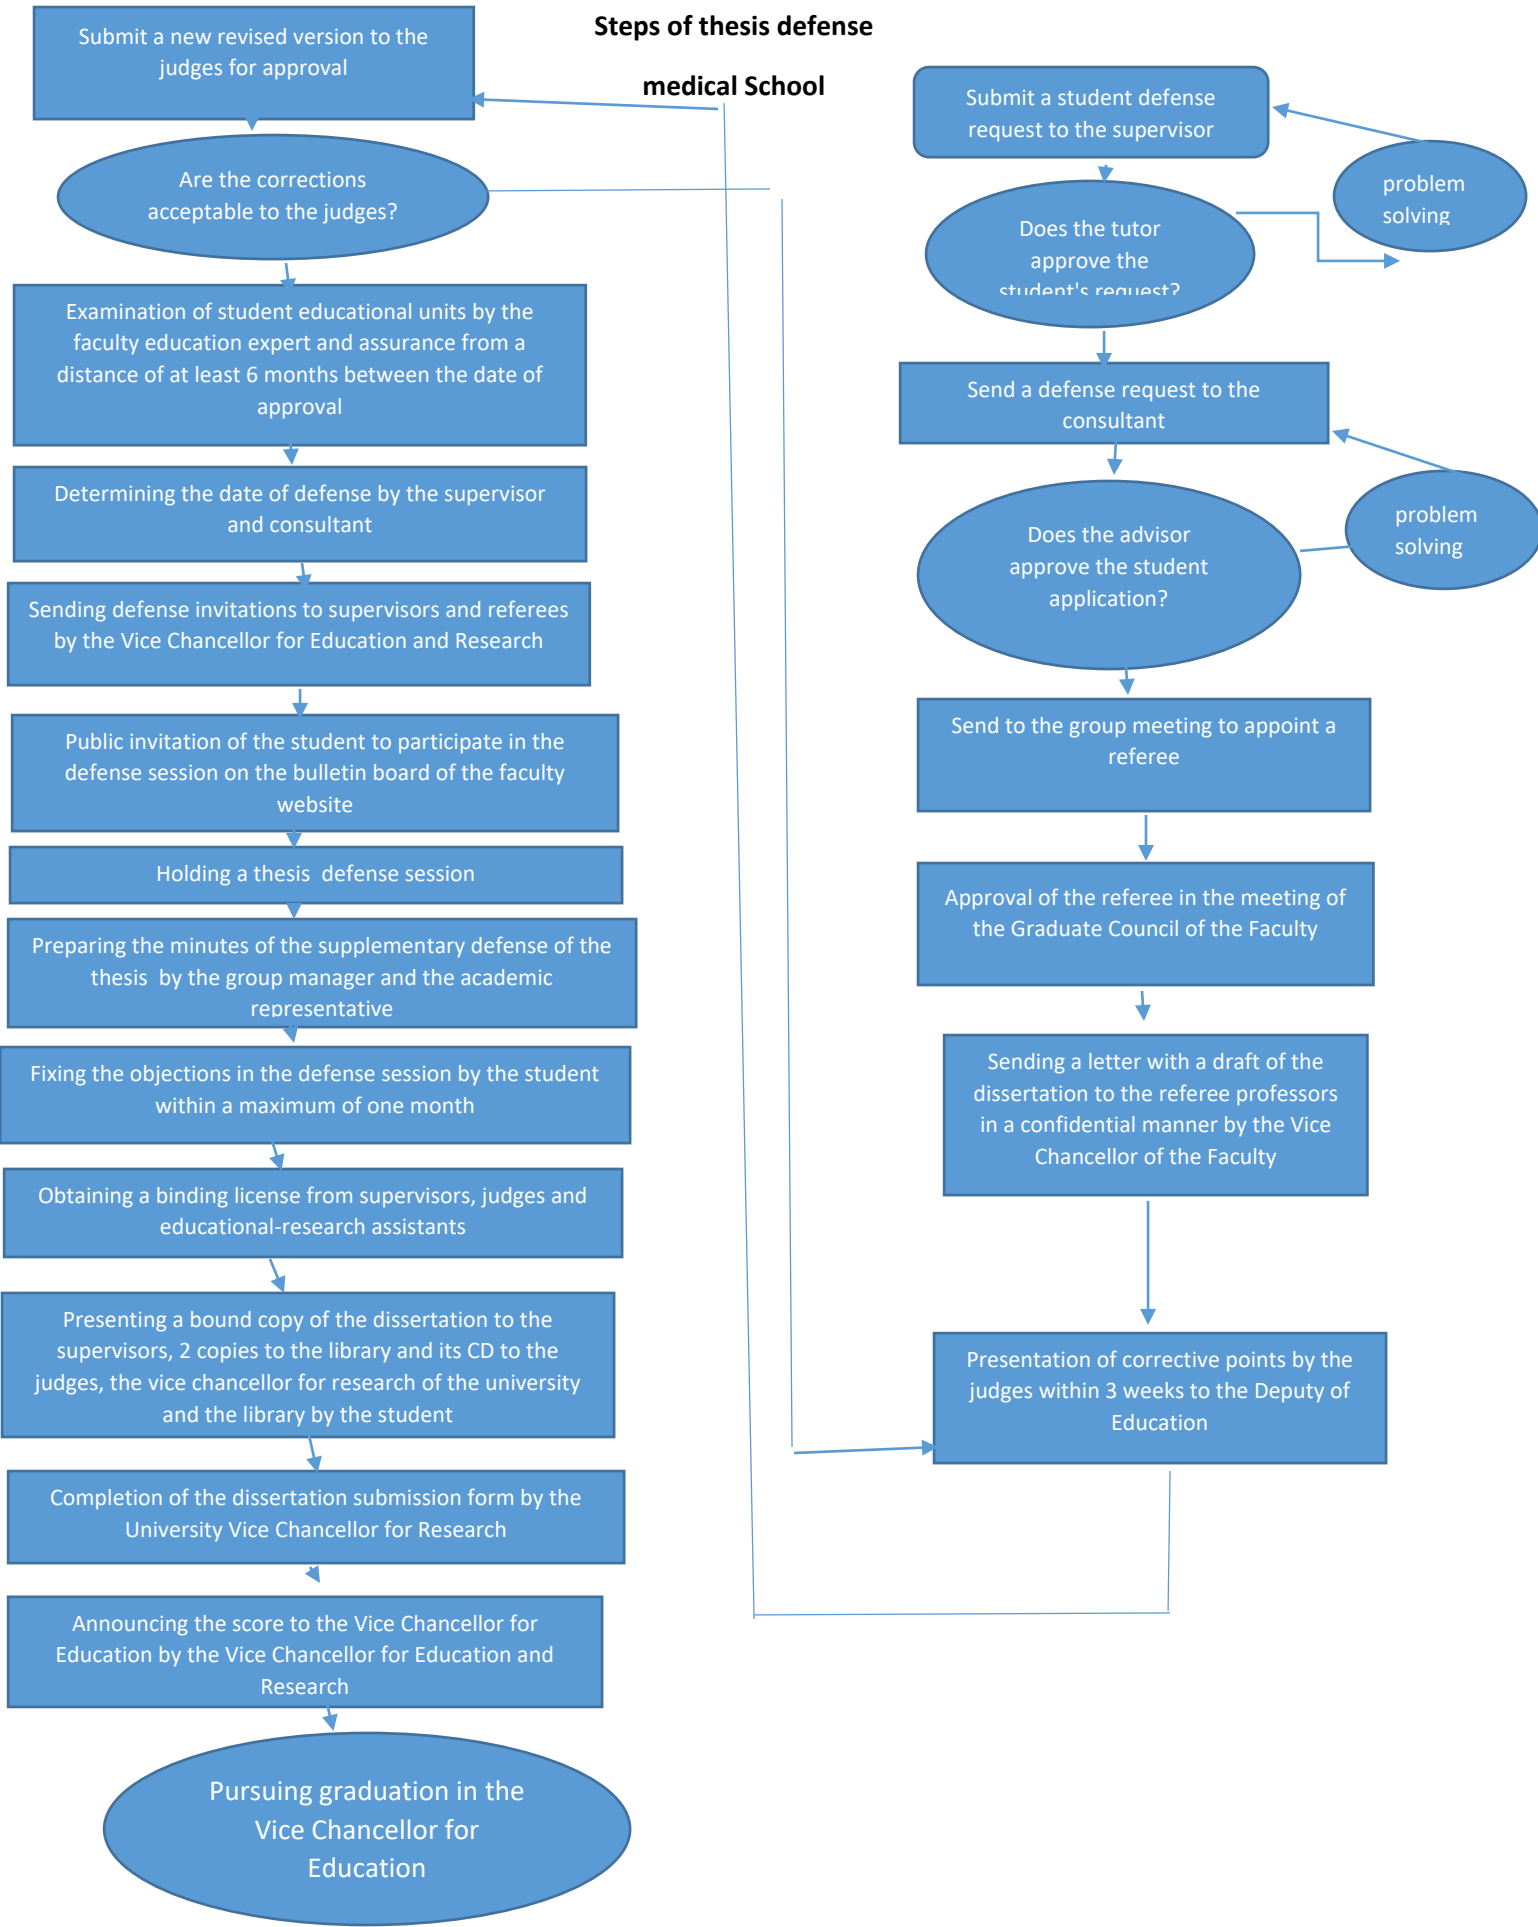 Steps of thesis defense
medical School
Submit a student defense
request to the supervisor
problem
solving
Does the tutor
approve the
student's request?
Send a defense request to the
consultant
problem
solving
Does the advisor
approve the student
application?
Send to the group meeting to appoint a
referee
Approval of the referee in the meeting of
the Graduate Council of the Faculty
Sending a letter with a draft of the
dissertation to the referee professors
in a confidential manner by the Vice
Chancellor of the Faculty
Presentation of corrective points by the
judges within 3 weeks to the Deputy of
Education
Submit a new revised version to the
judges for approval
Are the corrections
acceptable to the judges?
Examination of student educational units by the
faculty education expert and assurance from a
distance of at least 6 months between the date of
approval
Determining the date of defense by the supervisor
and consultant
Sending defense invitations to supervisors and referees
by the Vice Chancellor for Education and Research
Public invitation of the student to participate in the
defense session on the bulletin board of the faculty
website
Holding a thesis  defense session
Preparing the minutes of the supplementary defense of the
thesis  by the group manager and the academic
representative
Fixing the objections in the defense session by the student
within a maximum of one month
Obtaining a binding license from supervisors, judges and
educational-research assistants
Presenting a bound copy of the dissertation to the
supervisors, 2 copies to the library and its CD to the
judges, the vice chancellor for research of the university
and the library by the student
Completion of the dissertation submission form by the
University Vice Chancellor for Research
Announcing the score to the Vice Chancellor for
Education by the Vice Chancellor for Education and
Research
Pursuing graduation in the
Vice Chancellor for
Education